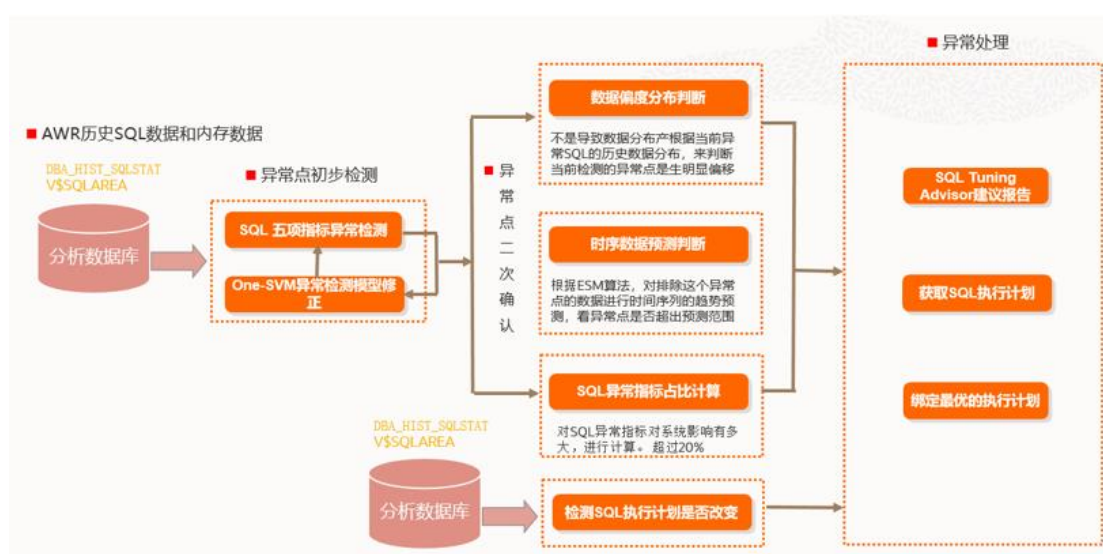 AWR历史SQL数据和内存数据
DBA_HIST_SQLSTAT
V$SQLAREA
分析数据库
异常点初步检测
SQL 五项指标异常检测
One-SVM异常检测模型修
正
异
常
点
二
次
确
认
数据偏度分布判断
不是导致数据分布产根据当前异
常SQL的历史数据分布，来判断
当前检测的异常点是生明显偏移
时序数据预测判断
根据ESM算法，对排除这个异常
点的数据进行时间序列的趋势预
测，看异常点是否超出预测范围
SQL异常指标占比计算
对SQL异常指标对系统影响有多
大，进行计算。 超过20%
DBA_HIST_SQLSTAT
V$SQLAREA
分析数据库
检测SQL执行计划是否改变
异常处理
SQL Tuning
Advisor建议报告
获取SQL执行计划
绑定最优的执行计划